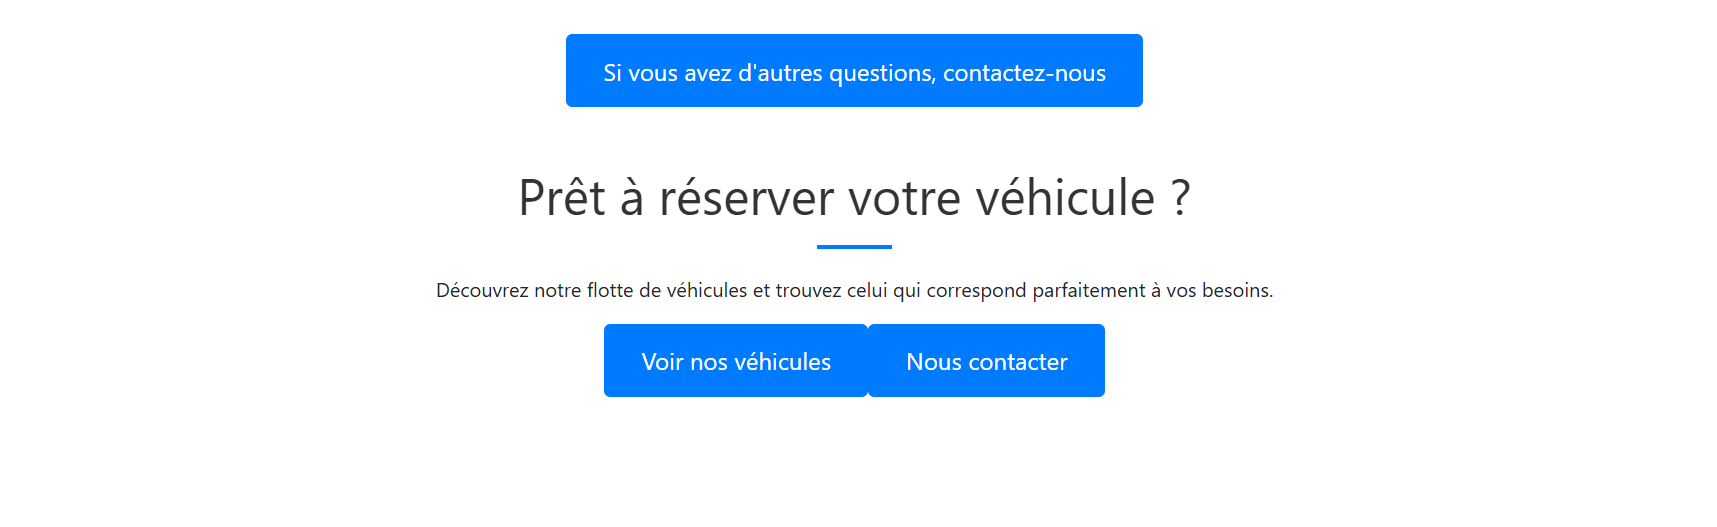 Si vous avez d'autres questions, contactez-nous
Prêt à réserver votre véhicule ?
Découvrez notre flotte de véhicules et trouvez celui qui correspond parfaitement à vos besoins.
Voir nos véhicules
Nous contacter